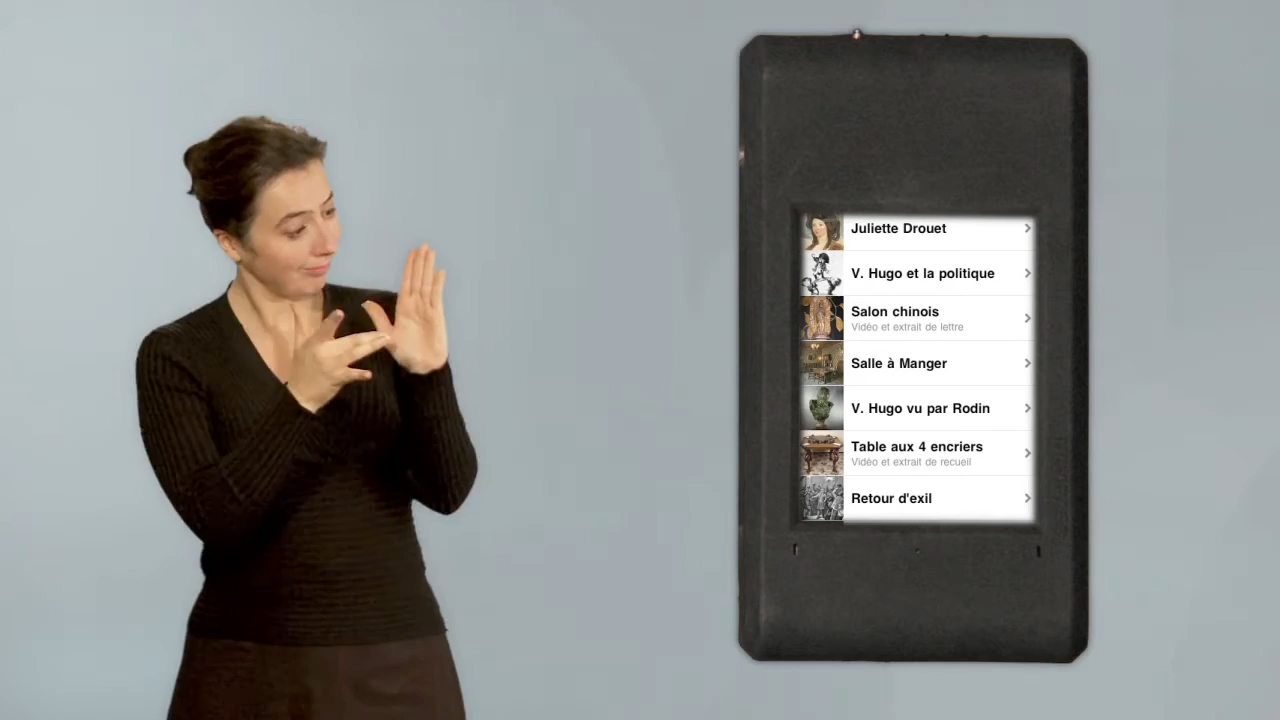 Juliette Drouet
V. Hugo et la politique
Salon chinois
Vidéo et extrait de lettre
Salle à Manger
V. Hugo vu par Rodin
Table aux 4 encriers
Vidéo et extrait de recueil
Retour d'exil